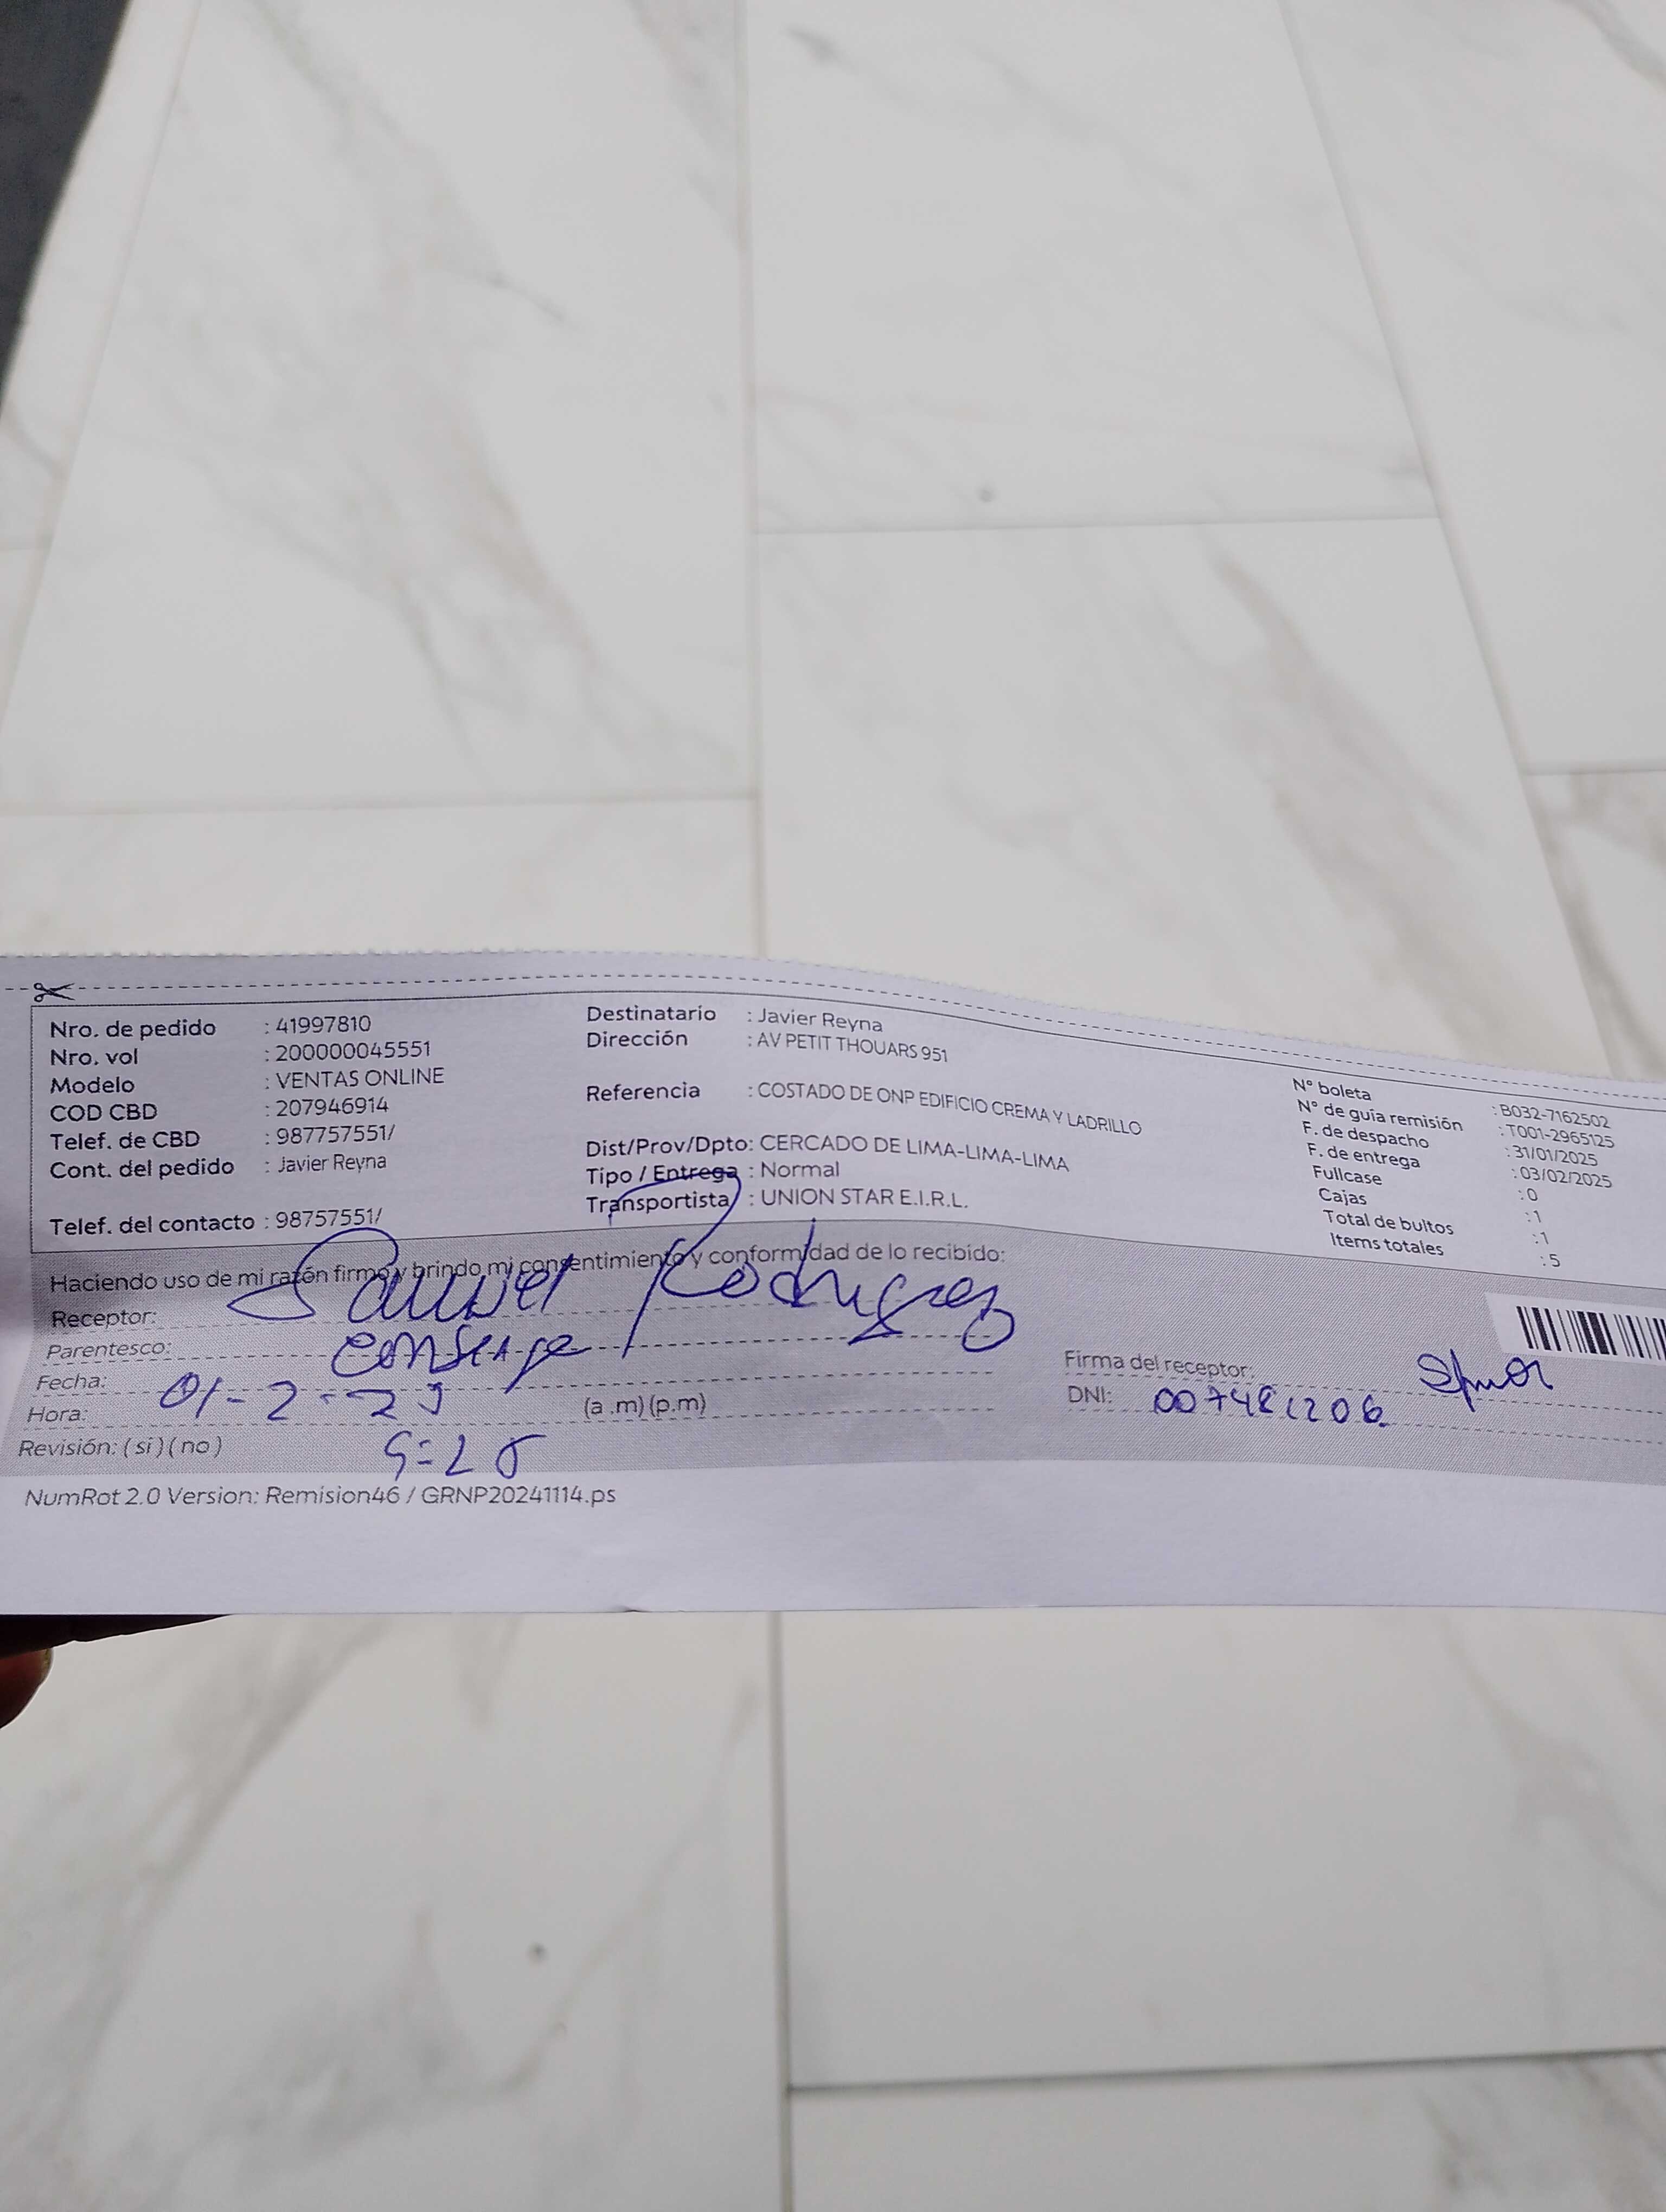 Nro. de pedido : 41997810
Nro. vol : 200000045551
Modelo : VENTAS ONLINE
COD CBD : 207946914
Telef. de CBD : 987757551/
Cont. del pedido : Javier Reyna
Telef. del contacto : 98757551/
Destinatario : Javier Reyna
Dirección : AV PETIT THOUARS 951
Referencia : COSTADO DE ONP EDIFICIO CREMA Y LADRILLO
Dist/Prov/Dpto: CERCADO DE LIMA-LIMA-LIMA
Tipo / Entrega : Normal
Transportista : UNION STAR E.I.R.L.
N° boleta : B032-7162502
N° de guía remisión : T001-2965125
F. de despacho : 31/01/2025
F. de entrega : 03/02/2025
Fullcase : 0
Cajas : 1
Total de bultos : 1
Items totales : 5
Haciendo uso de mi razón firmo y brindo mi consentimiento y conformidad de lo recibido:
Receptor: Samuel Rodriguez
Parentesco: conserje
Fecha: 01-2-25
Hora: (a .m) (p.m)
Revisión: ( si ) ( no )
Firma del receptor:
DNI: 007481206
NumRot 2.0 Version: Remision46 / GRNP20241114.ps